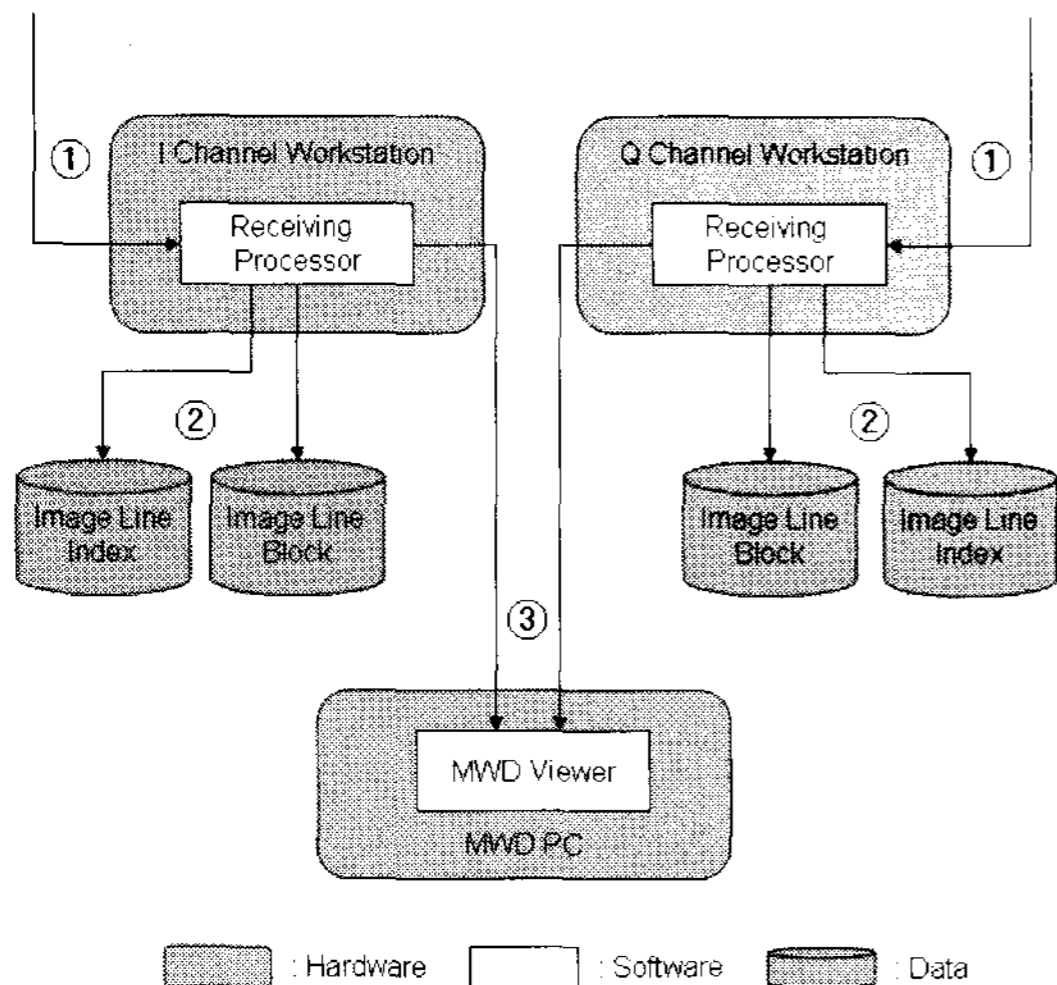 ①
I Channel Workstation
Receiving
Processor
Q Channel Workstation
Receiving
Processor
①
②
②
Image Line
Index
Image Line
Block
Image Line
Block
Image Line
Index
③
MWD Viewer
MWD PC
: Hardware
: Software
: Data